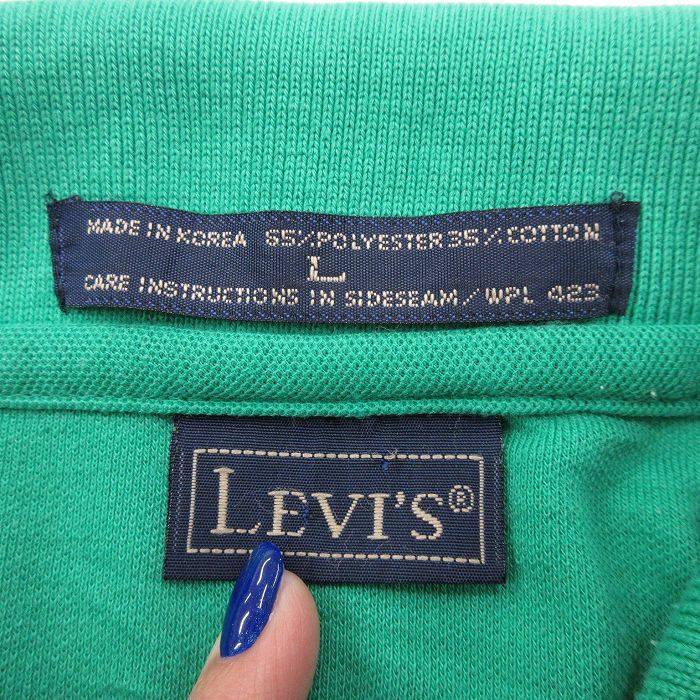 MADE IN KOREA 65% POLYESTER 35% COTTON
L
CARE INSTRUCTIONS IN SIDESEAM / WPL 423
LEVI'S®